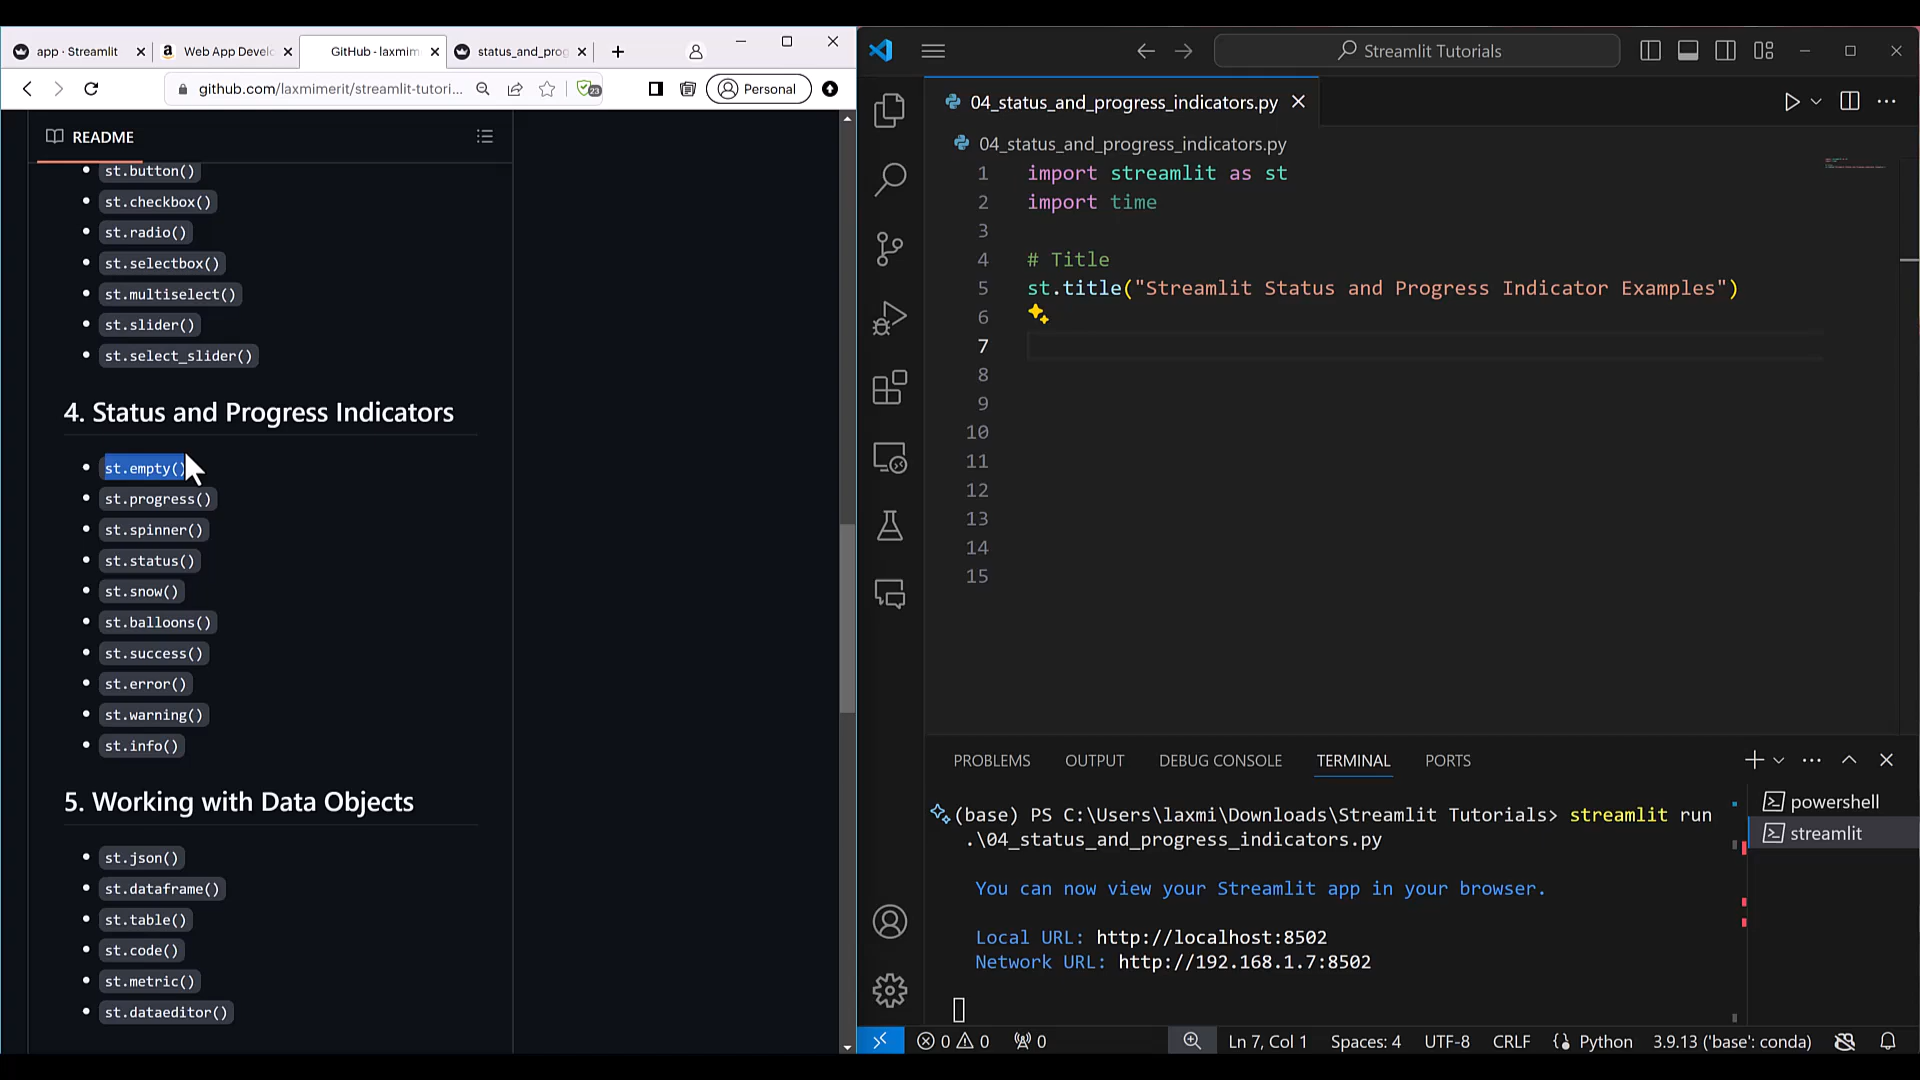 app · Streamlit
Web App Devel
GitHub - laxmim
status_and_prog
github.com/laxmimerit/streamlit-tutori...
23
Personal
README
st.button()
st.checkbox()
st.radio()
st.selectbox()
st.multiselect()
st.slider()
st.select_slider()
4. Status and Progress Indicators
st.empty()
st.progress()
st.spinner()
st.status()
st.snow()
st.balloons()
st.success()
st.error()
st.warning()
st.info()
5. Working with Data Objects
st.json()
st.dataframe()
st.table()
st.code()
st.metric()
st.dataeditor()
Streamlit Tutorials
04_status_and_progress_indicators.py
04_status_and_progress_indicators.py
1 import streamlit as st
2 import time
3
4 # Title
5 st.title("Streamlit Status and Progress Indicator Examples")
6
7
8
9
10
11
12
13
14
15
PROBLEMS OUTPUT DEBUG CONSOLE TERMINAL PORTS
(base) PS C:\Users\laxmi\Downloads\Streamlit Tutorials> streamlit run
.\04_status_and_progress_indicators.py
You can now view your Streamlit app in your browser.
Local URL: http://localhost:8502
Network URL: http://192.168.1.7:8502
powershell
streamlit
0 0 0 Ln 7, Col 1 Spaces: 4 UTF-8 CRLF Python 3.9.13 ('base': conda)